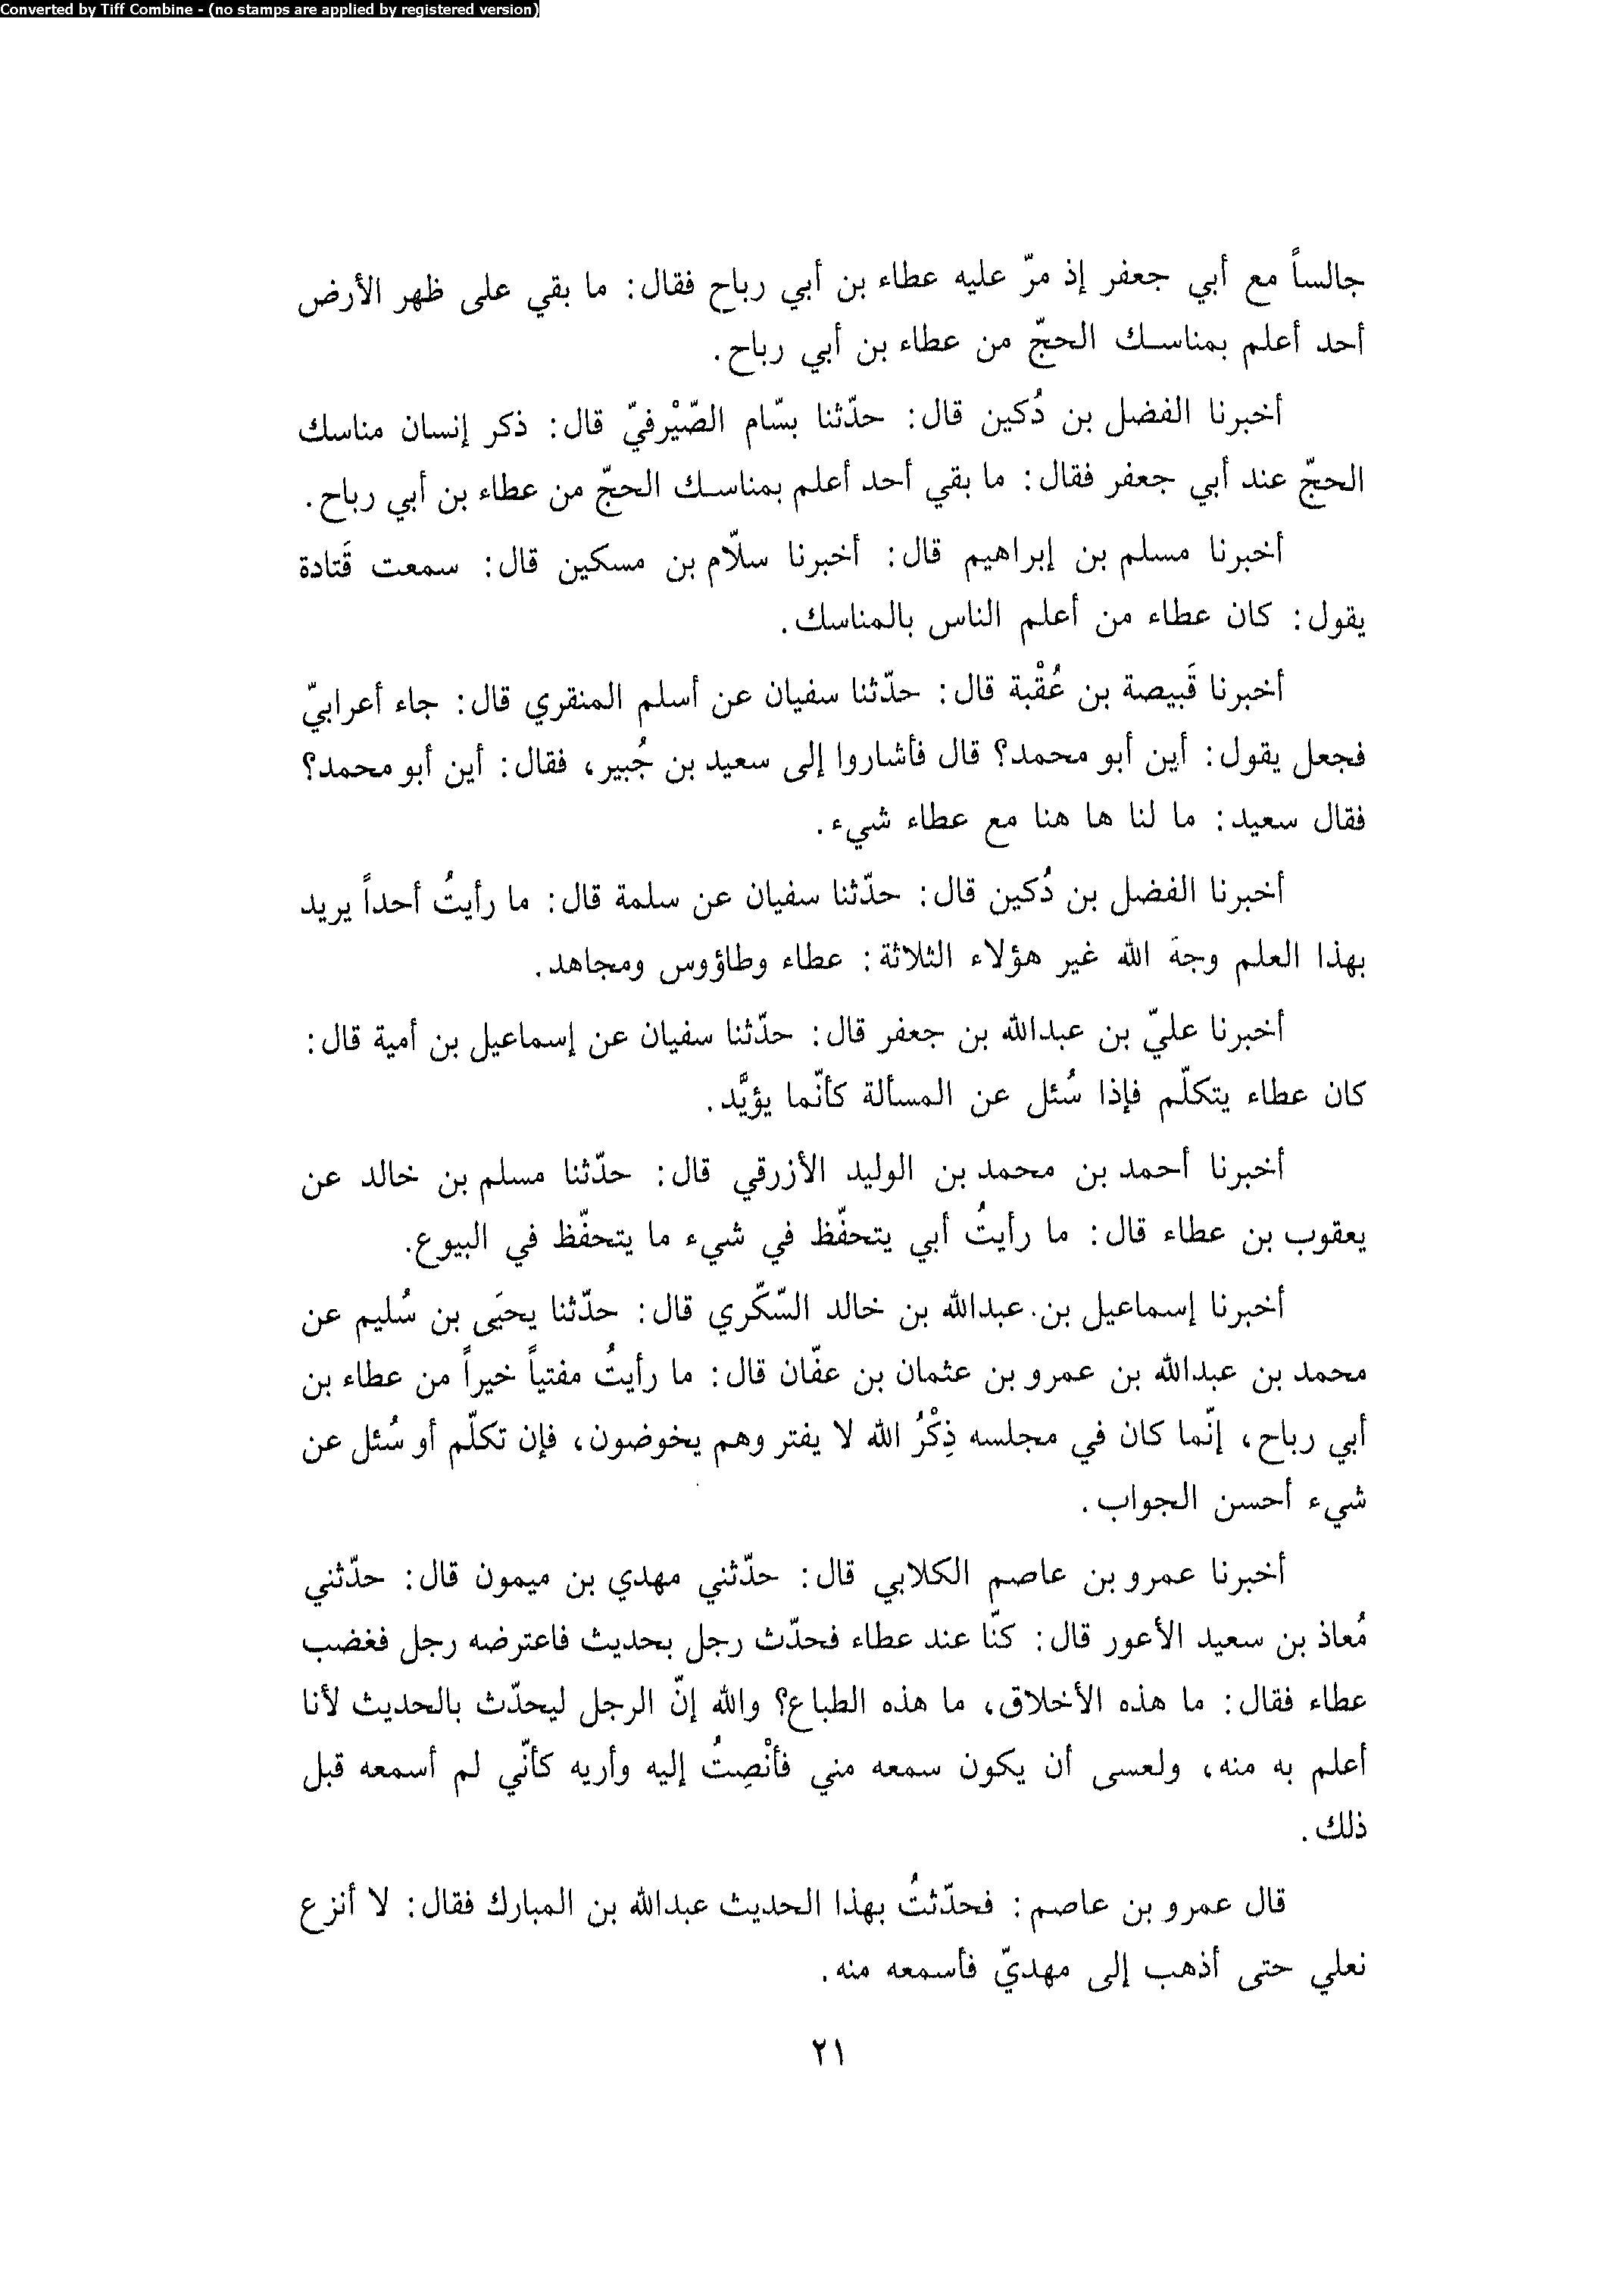 Converted by Tiff Combine - (no stamps are applied by registered version)
جالساً مع أبي جعفر إذ مرّ عليه عطاء بن أبي رباح فقال: ما بقي على ظهر الأرض
أحد أعلم بمناسك الحجّ من عطاء بن أبي رباح.
أخبرنا الفضل بن دُكين قال: حدّثنا بسّام الصّيْرفيّ قال: ذكر إنسان مناسك
الحجّ عند أبي جعفر فقال: ما بقي أحد أعلم بمناسك الحجّ من عطاء بن أبي رباح.
أخبرنا مسلم بن إبراهيم قال: أخبرنا سلّام بن مسكين قال: سمعت قَتادة
يقول: كان عطاء من أعلم الناس بالمناسك.
أخبرنا قَبيصة بن عُقْبة قال: حدّثنا سفيان عن أسلم المنقري قال: جاء أعرابيّ
فجعل يقول: أين أبو محمد؟ قال فأشاروا إلى سعيد بن جُبير، فقال: أين أبو محمد؟
فقال سعيد: ما لنا ها هنا مع عطاء شيء.
أخبرنا الفضل بن دُكين قال: حدّثنا سفيان عن سلمة قال: ما رأيتُ أحداً يريد
بهذا العلم وجهَ الله غير هؤلاء الثلاثة: عطاء وطاؤوس ومجاهد.
أخبرنا عليّ بن عبدالله بن جعفر قال: حدّثنا سفيان عن إسماعيل بن أمية قال:
كان عطاء يتكلّم فإذا سُئل عن المسألة كأنّما يؤيَّد.
أخبرنا أحمد بن محمد بن الوليد الأزرقي قال: حدّثنا مسلم بن خالد عن
يعقوب بن عطاء قال: ما رأيتُ أبي يتحفّظ في شيء ما يتحفّظ في البيوع.
أخبرنا إسماعيل بن عبدالله بن خالد السّكّري قال: حدّثنا يحيَى بن سُليم عن
محمد بن عبدالله بن عمرو بن عثمان بن عفّان قال: ما رأيتُ مفتياً خيراً من عطاء بن
أبي رباح، إنّما كان في مجلسه ذِكْرُ الله لا يفتر وهم يخوضون، فإن تكلّم أو سُئل عن
شيء أحسن الجواب.
أخبرنا عمرو بن عاصم الكلابي قال: حدّثني مهدي بن ميمون قال: حدّثني
مُعاذ بن سعيد الأعور قال: كنّا عند عطاء فحدّث رجل بحديث فاعترضه رجل فغضب
عطاء فقال: ما هذه الأخلاق، ما هذه الطباع؟ والله إنّ الرجل ليحدّث بالحديث لأنا
أعلم به منه، ولعسى أن يكون سمعه مني فأنْصِتُ إليه وأريه كأنّي لم أسمعه قبل
ذلك.
قال عمرو بن عاصم: فحدّثتُ بهذا الحديث عبدالله بن المبارك فقال: لا أنزع
نعلي حتى أذهب إلى مهديّ فأسمعه منه.
٢١